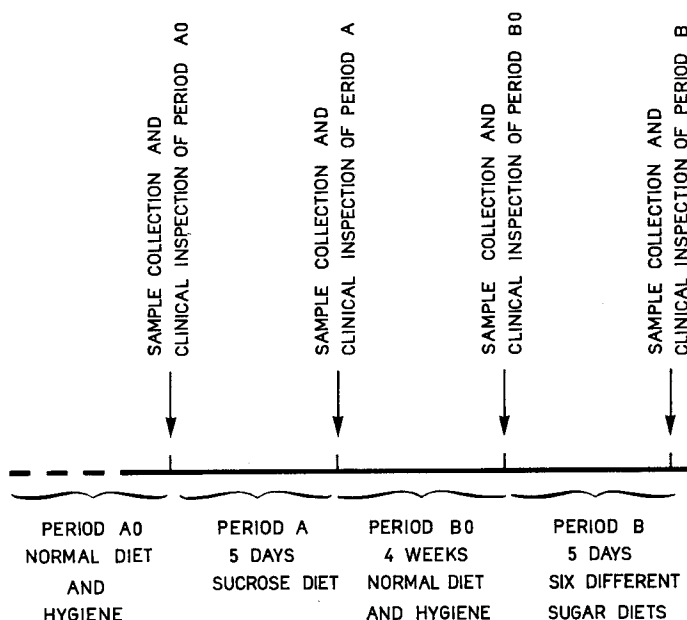 SAMPLE COLLECTION AND
CLINICAL INSPECTION OF PERIOD A0
SAMPLE COLLECTION AND
CLINICAL INSPECTION OF PERIOD A
SAMPLE COLLECTION AND
CLINICAL INSPECTION OF PERIOD B0
SAMPLE COLLECTION AND
CLINICAL INSPECTION OF PERIOD B
PERIOD A0
NORMAL DIET
AND
HYGIENE
PERIOD A
5 DAYS
SUCROSE DIET
PERIOD B0
4 WEEKS
NORMAL DIET
AND HYGIENE
PERIOD B
5 DAYS
SIX DIFFERENT
SUGAR DIETS